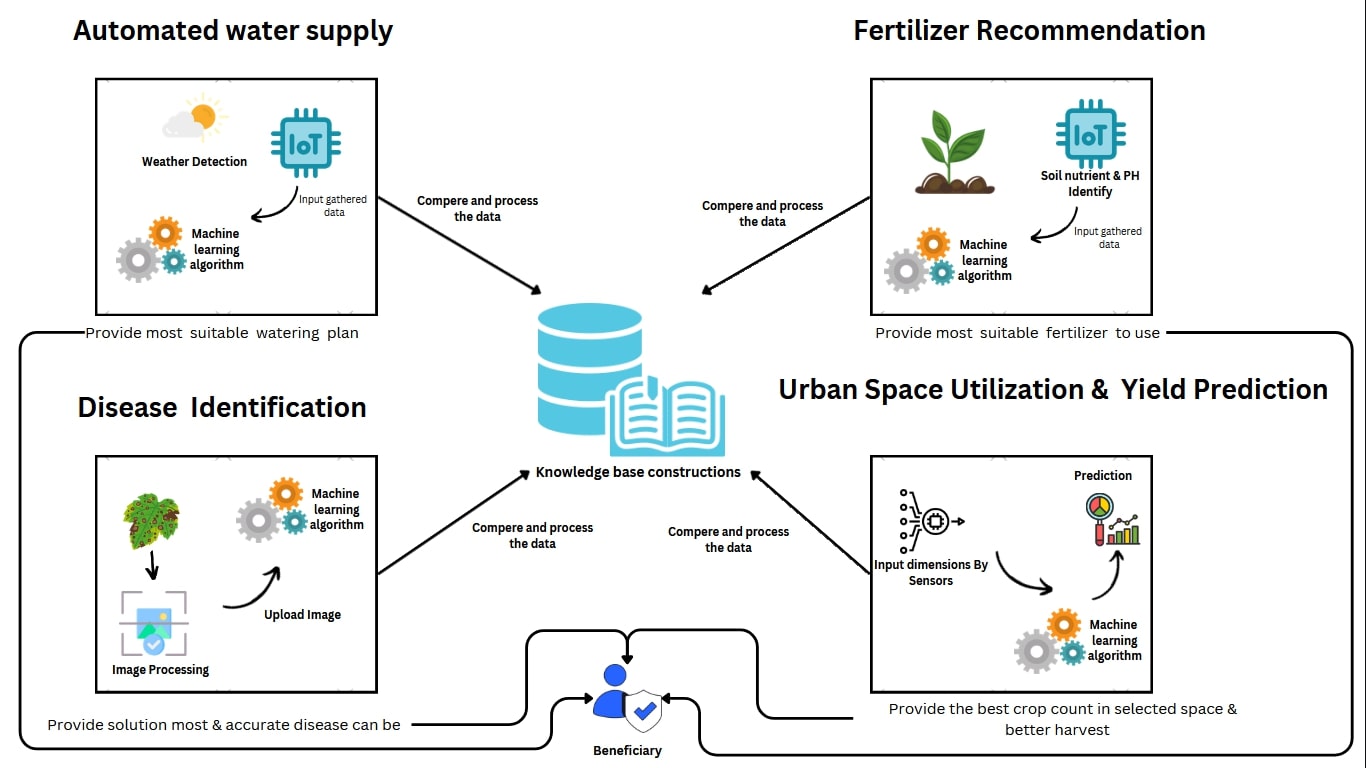 Automated water supply
Fertilizer Recommendation
IoT
Weather Detection
Input gathered
data
Machine
learning
algorithm
Compere and process
the data
Provide most suitable watering plan
IoT
Soil nutrient & PH
Identify
Input gathered
data
Machine
learning
algorithm
Compere and process
the data
Provide most suitable fertilizer to use
Knowledge base constructions
Disease Identification
Machine
learning
algorithm
Upload Image
Image Processing
Compere and process
the data
Provide solution most & accurate disease can be
Urban Space Utilization & Yield Prediction
Prediction
Input dimensions By
Sensors
Machine
learning
algorithm
Compere and process
the data
Provide the best crop count in selected space &
better harvest
Beneficiary